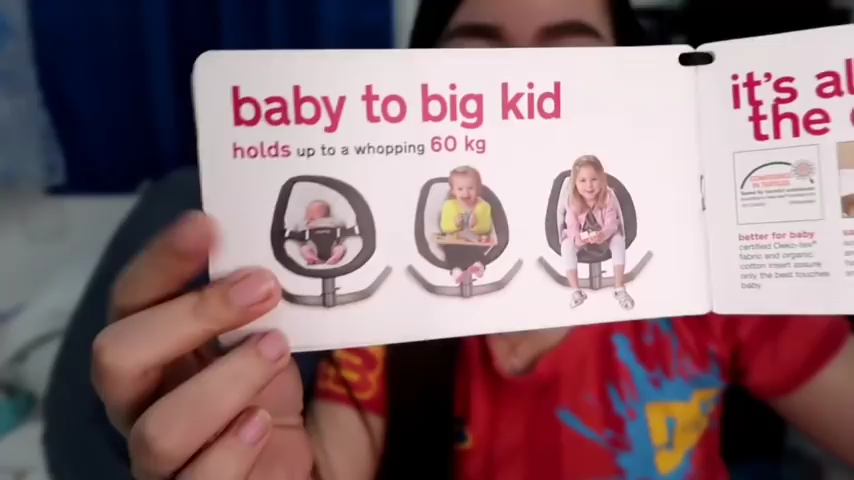 baby to big kid
holds up to a whopping 60 kg
it's al
the
better for baby
certified Oeko-tex®
fabric and organic
cotton insert assure
only the best touches
baby.